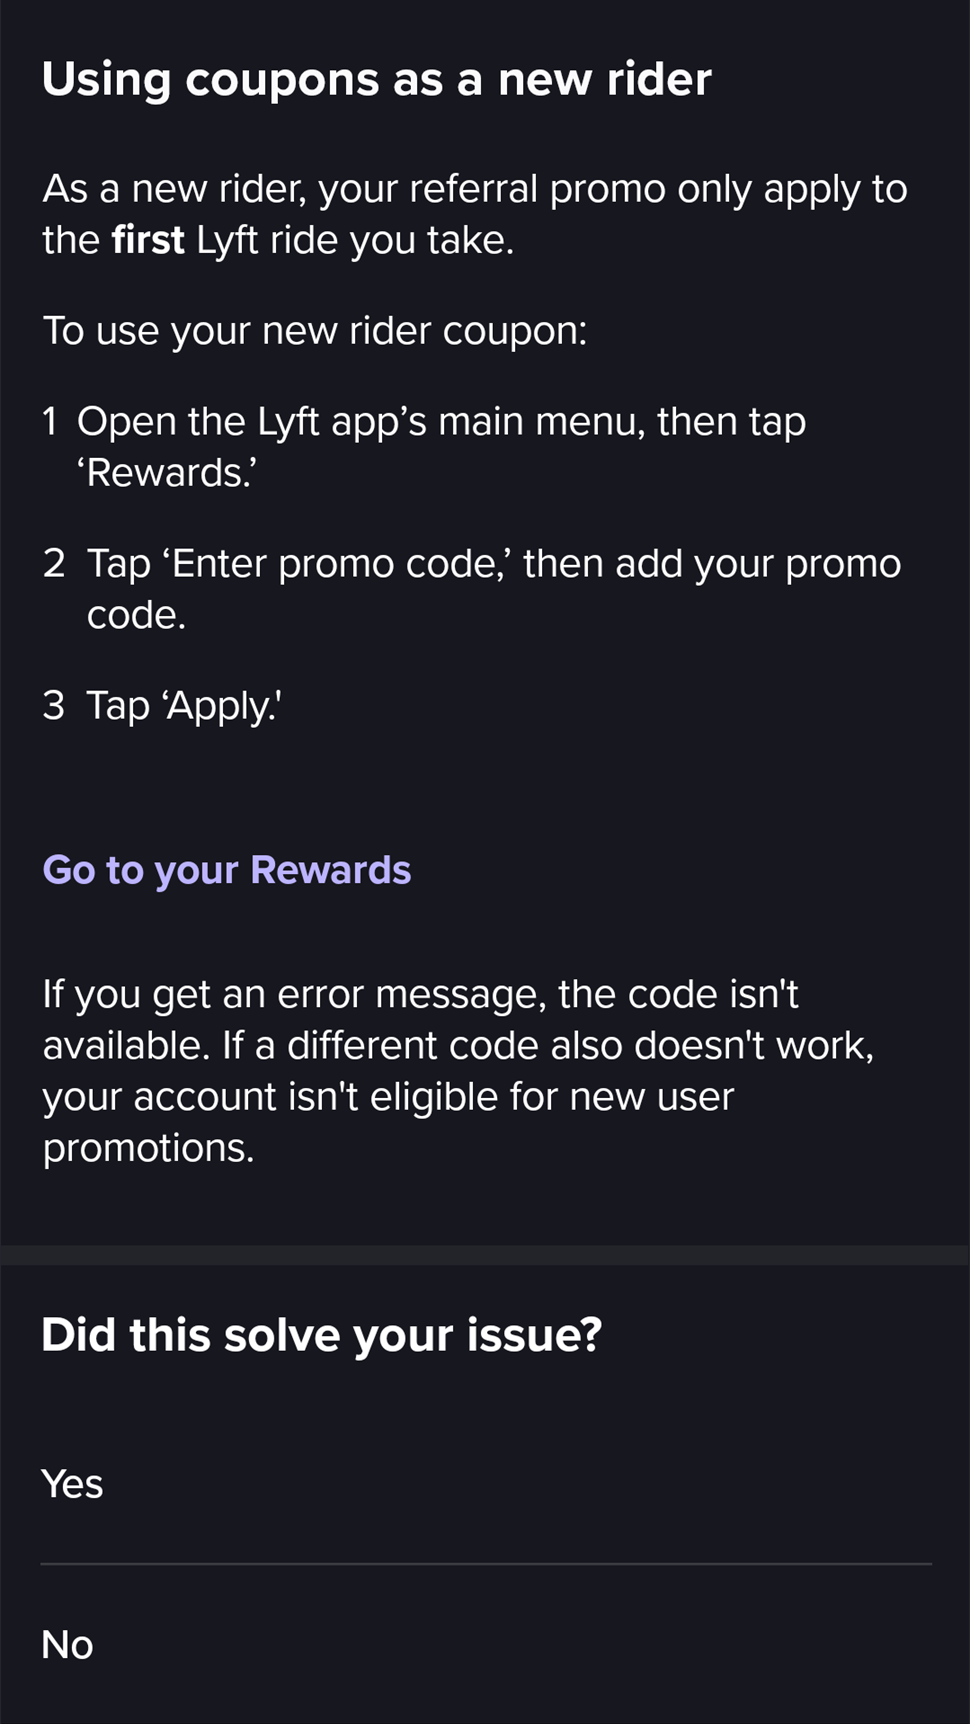 Using coupons as a new rider
As a new rider, your referral promo only apply to
the first Lyft ride you take.
To use your new rider coupon:
1 Open the Lyft app’s main menu, then tap
‘Rewards.’
2 Tap ‘Enter promo code,’ then add your promo
code.
3 Tap ‘Apply.'
Go to your Rewards
If you get an error message, the code isn't
available. If a different code also doesn't work,
your account isn't eligible for new user
promotions.
Did this solve your issue?
Yes
No